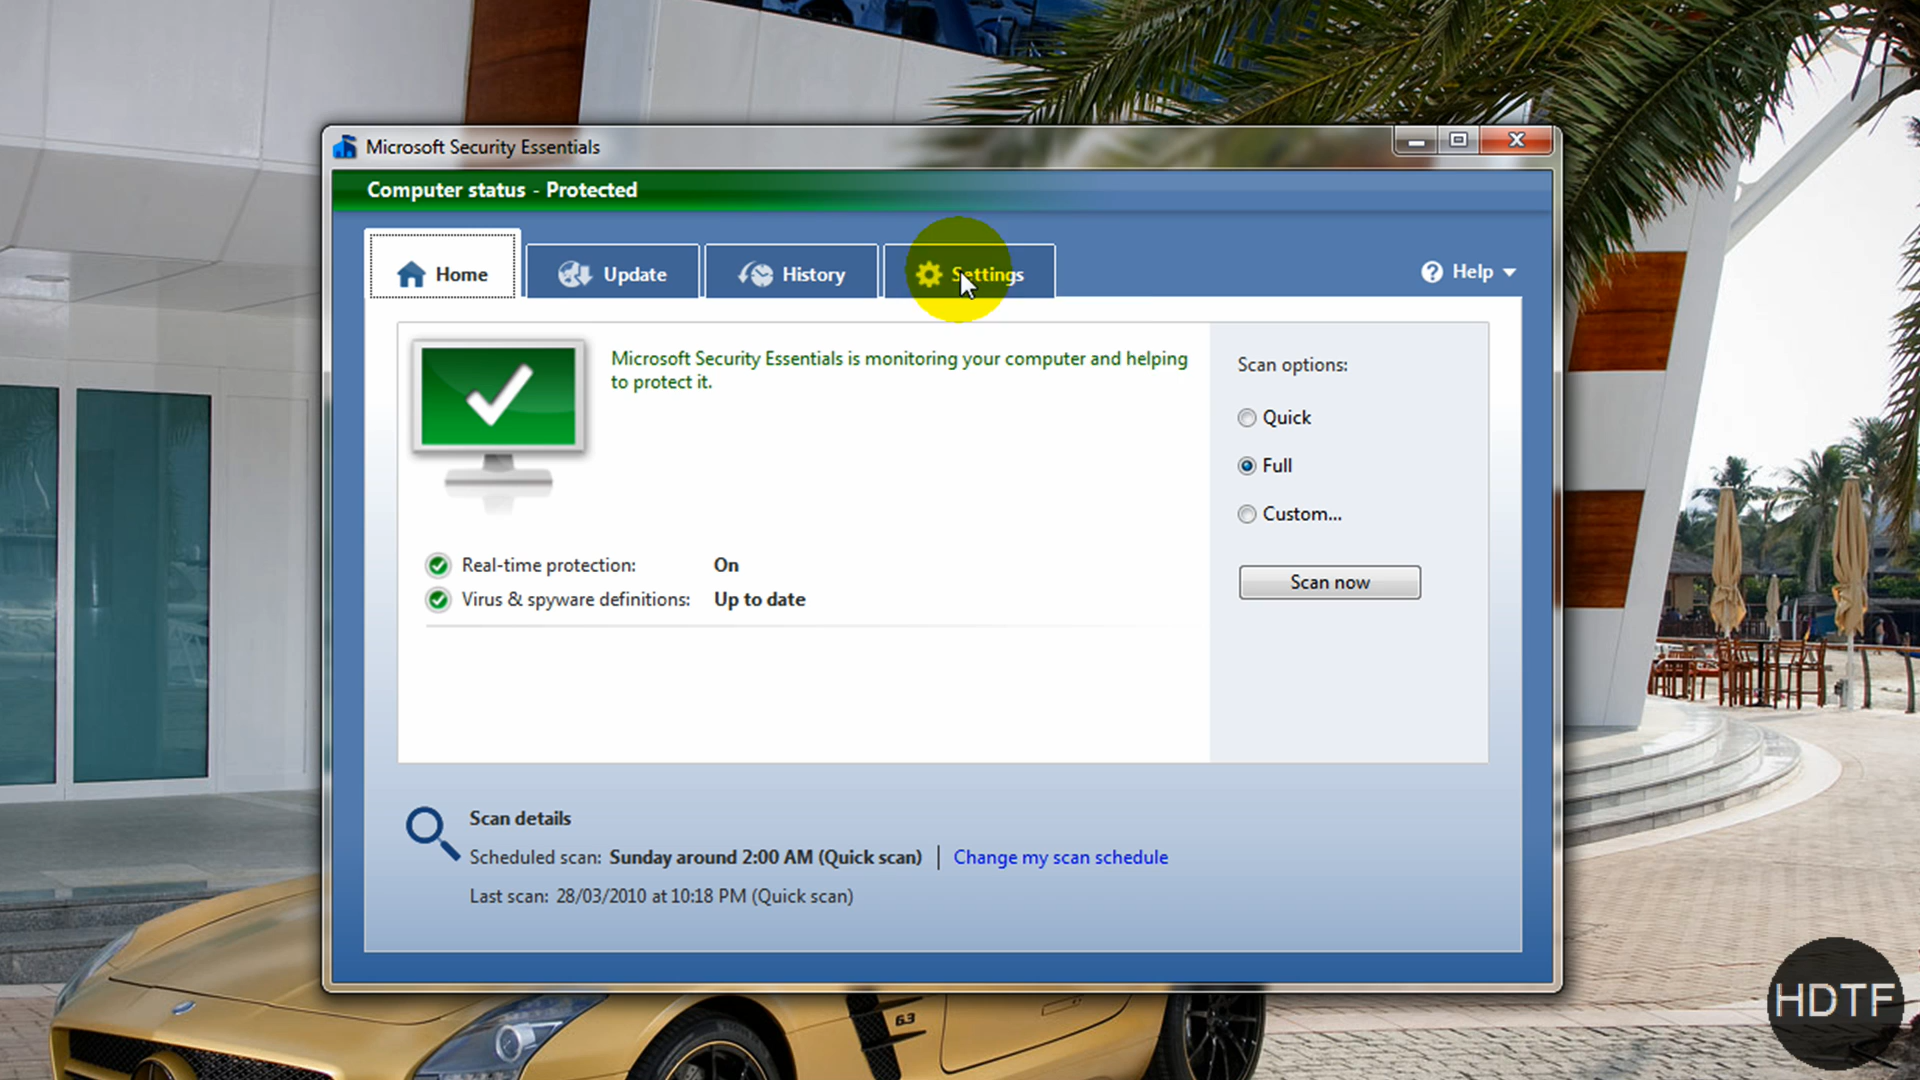 Microsoft Security Essentials
Computer status - Protected
Home
Update
History
Settings
Help
Microsoft Security Essentials is monitoring your computer and helping
to protect it.
Scan options:
Quick
Full
Custom...
Scan now
Real-time protection: On
Virus & spyware definitions: Up to date
Scan details
Scheduled scan: Sunday around 2:00 AM (Quick scan) | Change my scan schedule
Last scan: 28/03/2010 at 10:18 PM (Quick scan)
6.3
HDTF